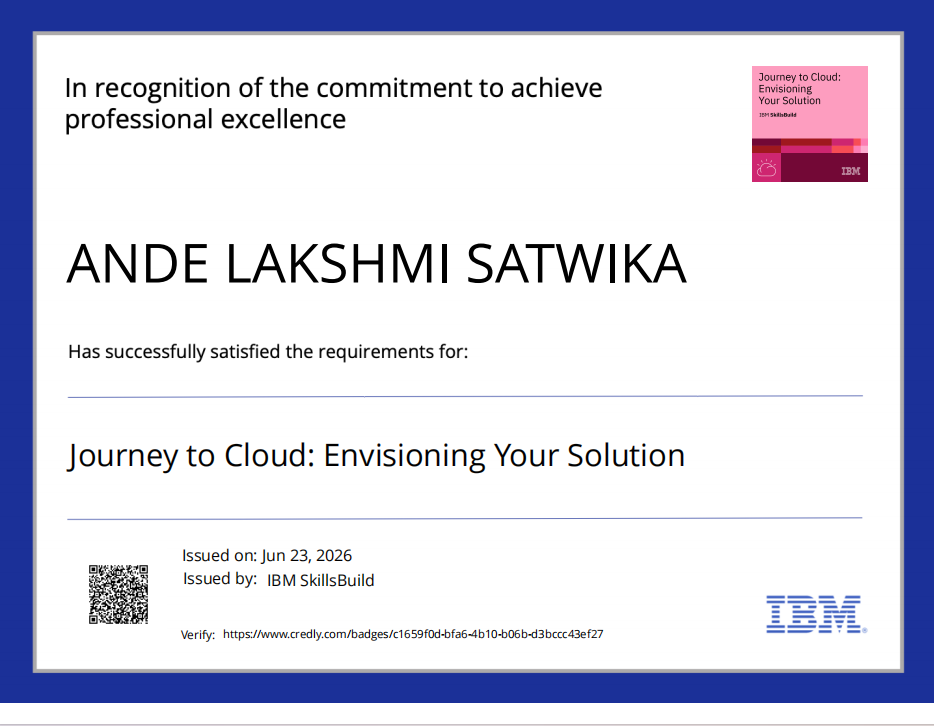 In recognition of the commitment to achieve
professional excellence
Journey to Cloud:
Envisioning
Your Solution
IBM SkillsBuild
IBM
ANDE LAKSHMI SATWIKA
Has successfully satisfied the requirements for:
Journey to Cloud: Envisioning Your Solution
Issued on: Jun 23, 2026
Issued by: IBM SkillsBuild
Verify: https://www.credly.com/badges/c1659f0d-bfa6-4b10-b06b-d3bccc43ef27
IBM